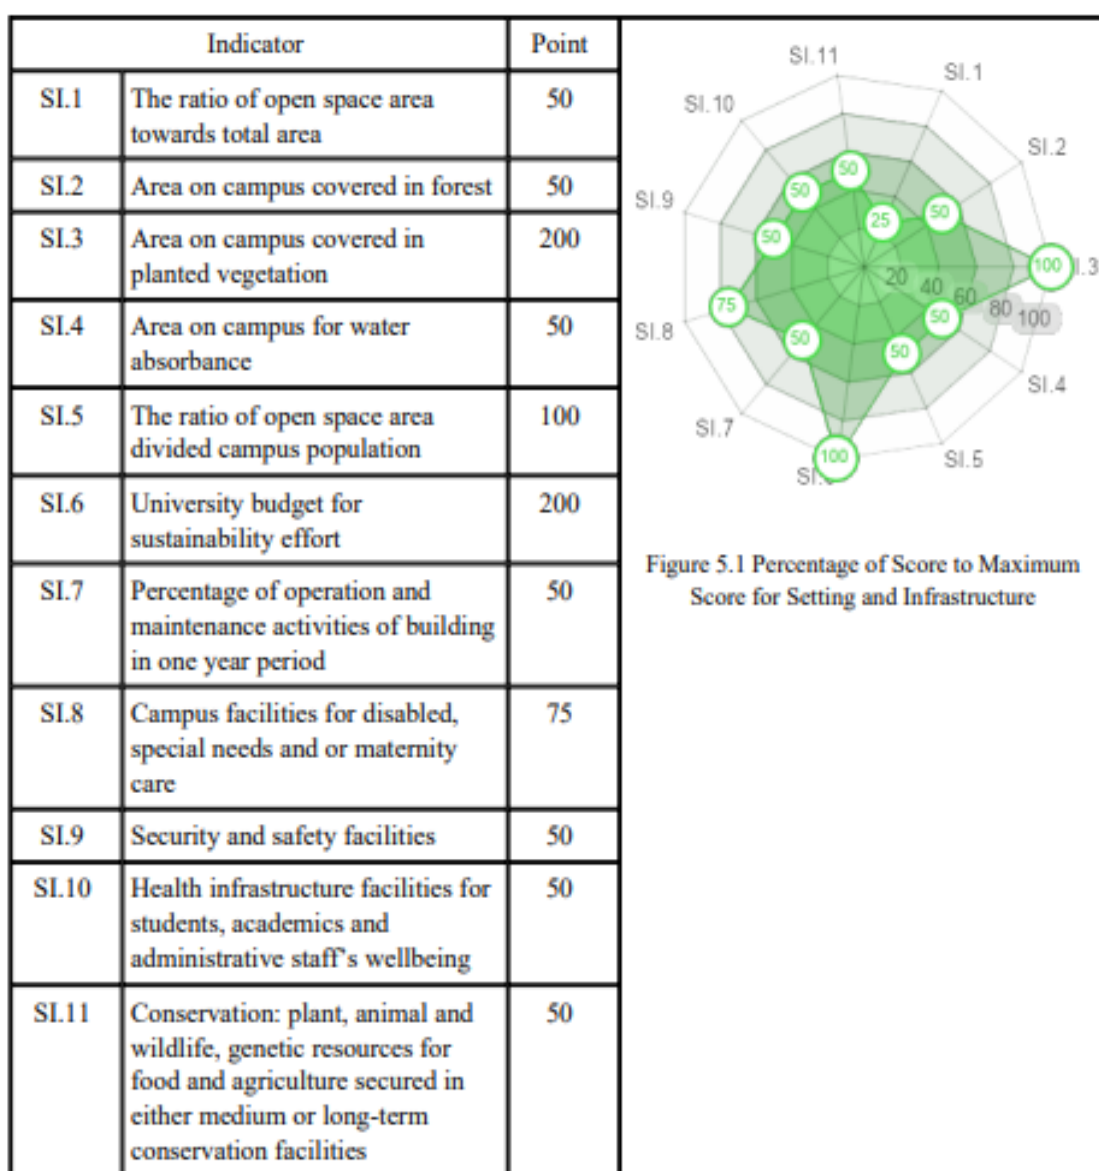 Indicator Point
SI.1 The ratio of open space area 50
towards total area
SI.2 Area on campus covered in forest 50
SI.3 Area on campus covered in 200
planted vegetation
SI.4 Area on campus for water 50
absorbance
SI.5 The ratio of open space area 100
divided campus population
SI.6 University budget for 200
sustainability effort
SI.7 Percentage of operation and 50
maintenance activities of building
in one year period
SI.8 Campus facilities for disabled, 75
special needs and or maternity
care
SI.9 Security and safety facilities 50
SI.10 Health infrastructure facilities for 50
students, academics and
administrative staff's wellbeing
SI.11 Conservation: plant, animal and 50
wildlife, genetic resources for
food and agriculture secured in
either medium or long-term
conservation facilities
SI.11
SI.1
SI.10
SI.2
50
50
SI.9
25
50
50
100
I.3
20
40
60
80
100
75
50
SI.8
50
50
SI.4
SI.7
SI.5
100
SI.
Figure 5.1 Percentage of Score to Maximum
Score for Setting and Infrastructure